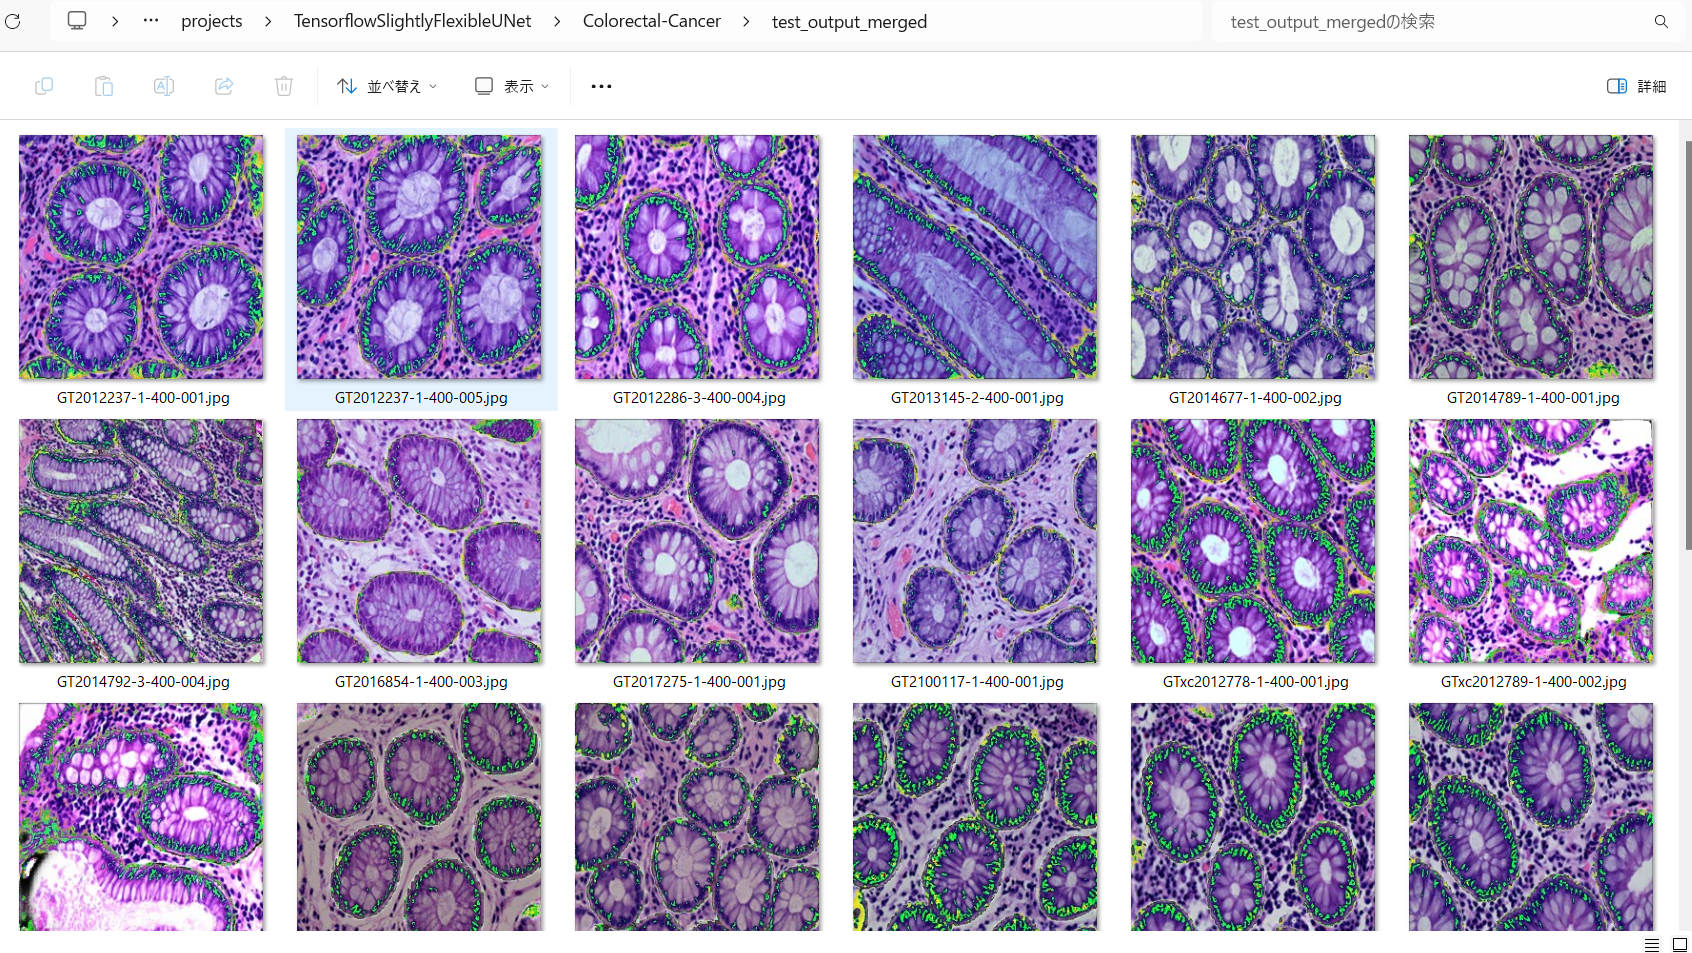 projects > TensorflowSlightlyFlexibleUNet > Colorectal-Cancer > test_output_merged
test_output_mergedの検索
並べ替え 表示 詳細
GT2012237-1-400-001.jpg GT2012237-1-400-005.jpg GT2012286-3-400-004.jpg GT2013145-2-400-001.jpg GT2014677-1-400-002.jpg GT2014789-1-400-001.jpg
GT2014792-3-400-004.jpg GT2016854-1-400-003.jpg GT2017275-1-400-001.jpg GT2100117-1-400-001.jpg GTxc2012778-1-400-001.jpg GTxc2012789-1-400-002.jpg